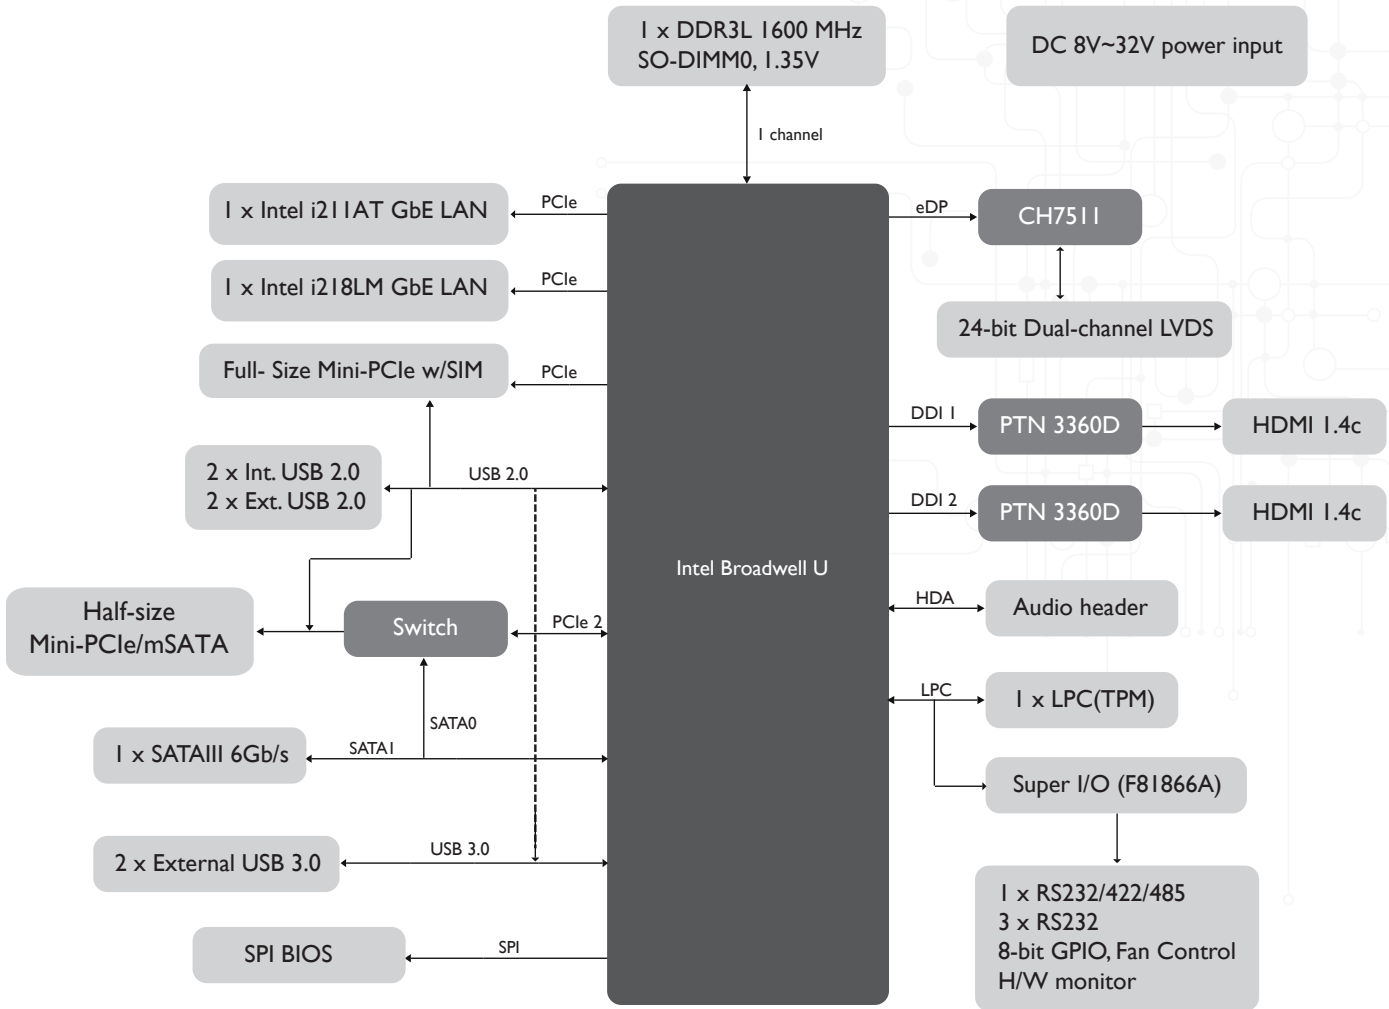 1 x DDR3L 1600 MHz
SO-DIMM0, 1.35V
DC 8V~32V power input
1 channel
1 x Intel i211AT GbE LAN
PCIe
eDP
CH7511
1 x Intel i218LM GbE LAN
PCIe
24-bit Dual-channel LVDS
Full- Size Mini-PCIe w/SIM
PCIe
DDI 1
PTN 3360D
HDMI 1.4c
2 x Int. USB 2.0
2 x Ext. USB 2.0
USB 2.0
DDI 2
PTN 3360D
HDMI 1.4c
Intel Broadwell U
Half-size
Mini-PCIe/mSATA
Switch
PCIe 2
HDA
Audio header
LPC
1 x LPC(TPM)
SATA0
1 x SATAIII 6Gb/s
SATA1
Super I/O (F81866A)
2 x External USB 3.0
USB 3.0
1 x RS232/422/485
3 x RS232
8-bit GPIO, Fan Control
H/W monitor
SPI BIOS
SPI